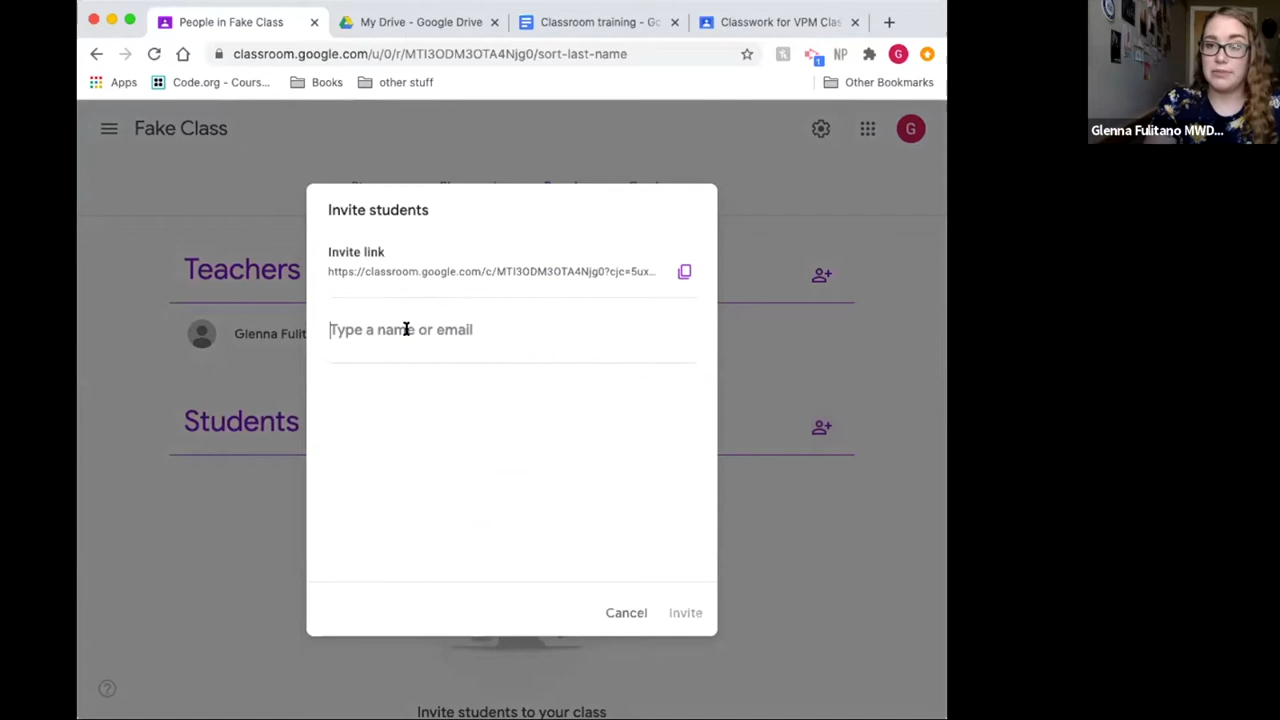 People in Fake Class
My Drive - Google Drive
Classroom training - Go
Classwork for VPM Clas
classroom.google.com/u/0/r/MTI3ODM3OTA4Njg0/sort-last-name
NP
1
G
Apps
Code.org - Cours...
Books
other stuff
Other Bookmarks
Glenna Fulitano MWD...
Fake Class
G
Invite students
Invite link
https://classroom.google.com/c/MTI3ODM3OTA4Njg0?cjc=5ux...
Teachers
Type a name or email
Glenna Fulit
Students
Cancel
Invite
Invite students to your class